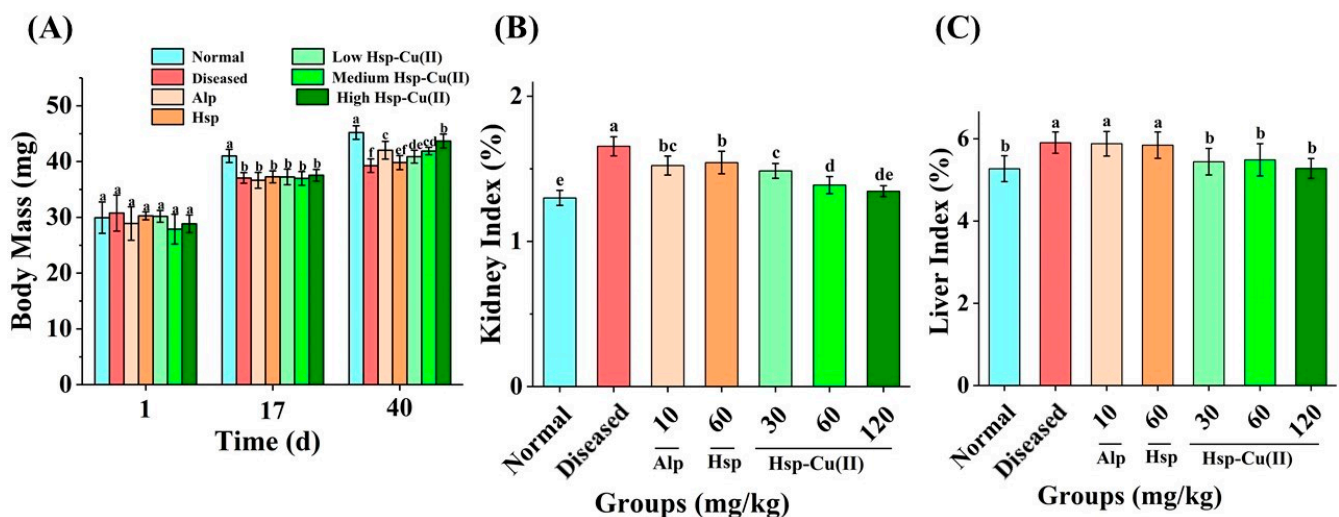 (A)
Normal
Diseased
Alp
Hsp
Low Hsp-Cu(II)
Medium Hsp-Cu(II)
High Hsp-Cu(II)
Body Mass (mg)
50
40
30
20
10
0
a a a a a a a
a b b b b b b
a f c ef de cd b
1 17 40
Time (d)
(B)
Kidney Index (%)
2
1
0
e a bc b c d de
Normal Diseased 10 60 30 60 120
Alp Hsp Hsp-Cu(II)
Groups (mg/kg)
(C)
Liver Index (%)
6
4
2
0
b a a a b b b
Normal Diseased 10 60 30 60 120
Alp Hsp Hsp-Cu(II)
Groups (mg/kg)